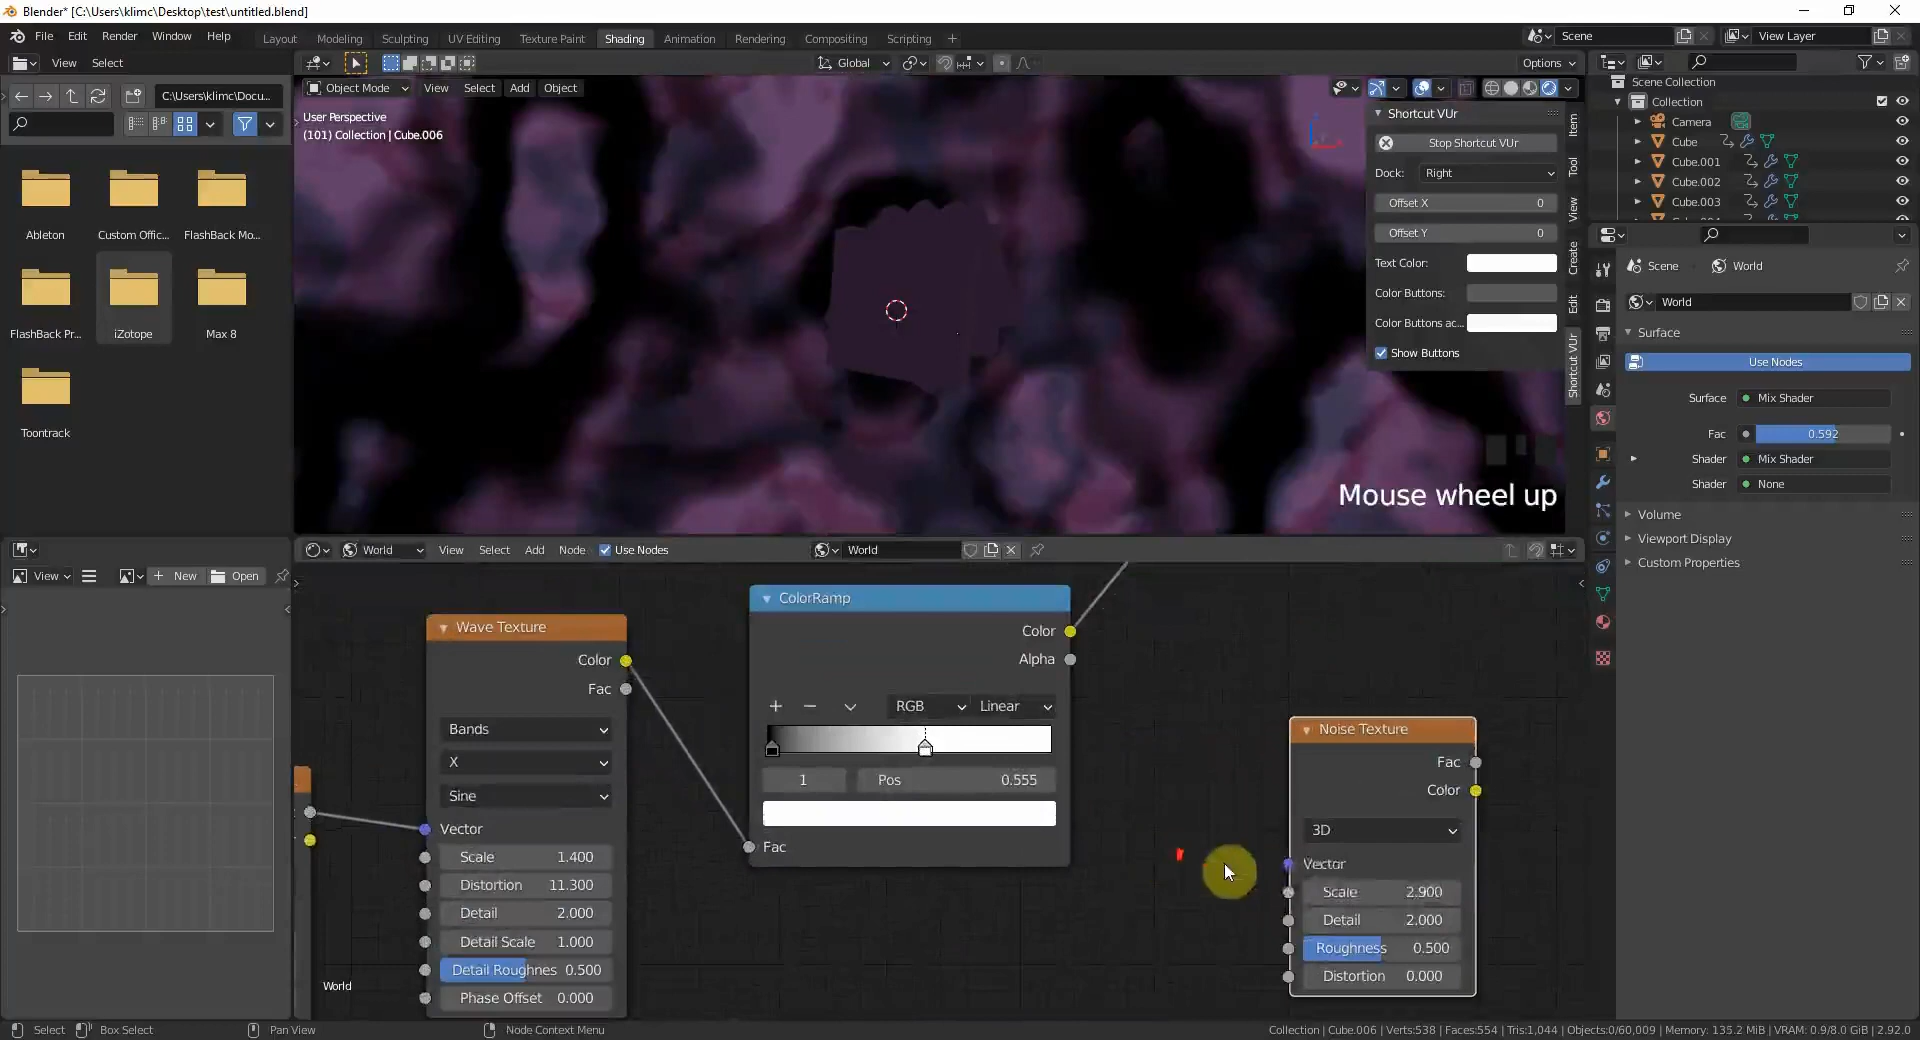 Blender* [C:\Users\klimc\Desktop\test\untitled.blend]
File Edit Render Window Help
Layout Modeling Sculpting UV Editing Texture Paint Shading Animation Rendering Compositing Scripting
Scene
View Layer
View Select
Global
Options
C:\Users\klimc\Docu...
Object Mode View Select Add Object
User Perspective
(101) Collection | Cube.006
Ableton Custom Offic... FlashBack Mo...
FlashBack Pr... iZotope Max 8
Toontrack
Shortcut VUr
Stop Shortcut VUr
Dock: Right
Offset X 0
Offset Y 0
Text Color:
Color Buttons:
Color Buttons ac...
Show Buttons
Item
Tool
View
Create
Edit
Shortcut VUr
Mouse wheel up
Scene Collection
Collection
Camera
Cube
Cube.001
Cube.002
Cube.003
Scene World
World
Surface
Use Nodes
Surface Mix Shader
Fac 0.592
Shader Mix Shader
Shader None
Volume
Viewport Display
Custom Properties
World View Select Add Node Use Nodes World
View New Open
Wave Texture
Color
Fac
Bands
X
Sine
Vector
Scale 1.400
Distortion 11.300
Detail 2.000
Detail Scale 1.000
Detail Roughnes 0.500
Phase Offset 0.000
ColorRamp
Color
Alpha
RGB Linear
1 Pos 0.555
Fac
Noise Texture
Fac
Color
3D
Vector
Scale 2.900
Detail 2.000
Roughness 0.500
Distortion 0.000
World
Select Box Select Pan View Node Context Menu
Collection | Cube.006 | Verts:538 | Faces:554 | Tris:1,044 | Objects:0/60,009 | Memory: 135.2 MiB | VRAM: 0.9/8.0 GiB | 2.92.0